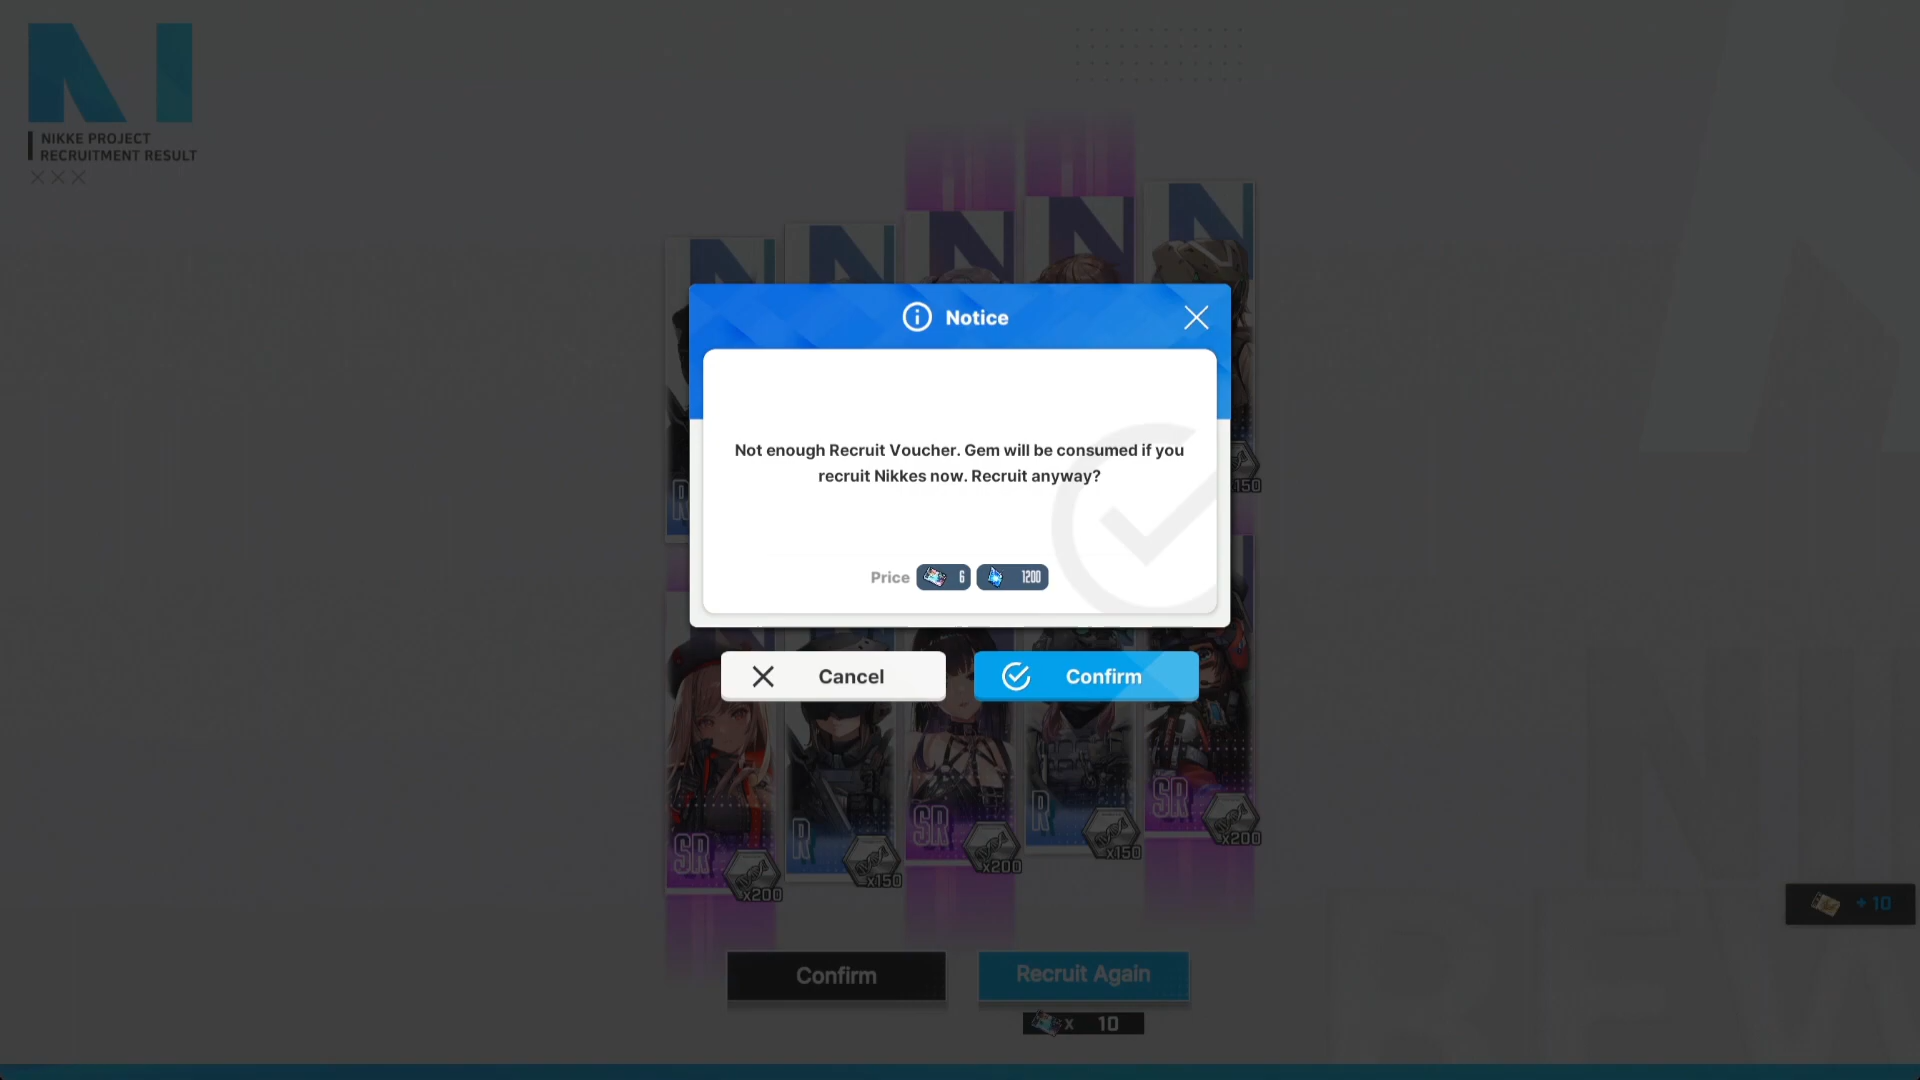 NIKKE PROJECT
RECRUITMENT RESULT
Notice
Not enough Recruit Voucher. Gem will be consumed if you
recruit Nikkes now. Recruit anyway?
Price 6 1200
Cancel
Confirm
R
x150
SR
x200
R
x150
SR
x200
R
x150
SR
x200
+ 10
Confirm
Recruit Again
x 10